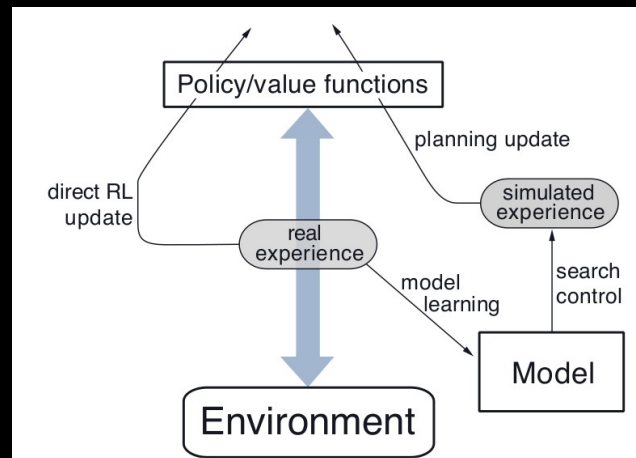 Policy/value functions
planning update
direct RL
update
simulated
experience
real
experience
model
learning
search
control
Model
Environment